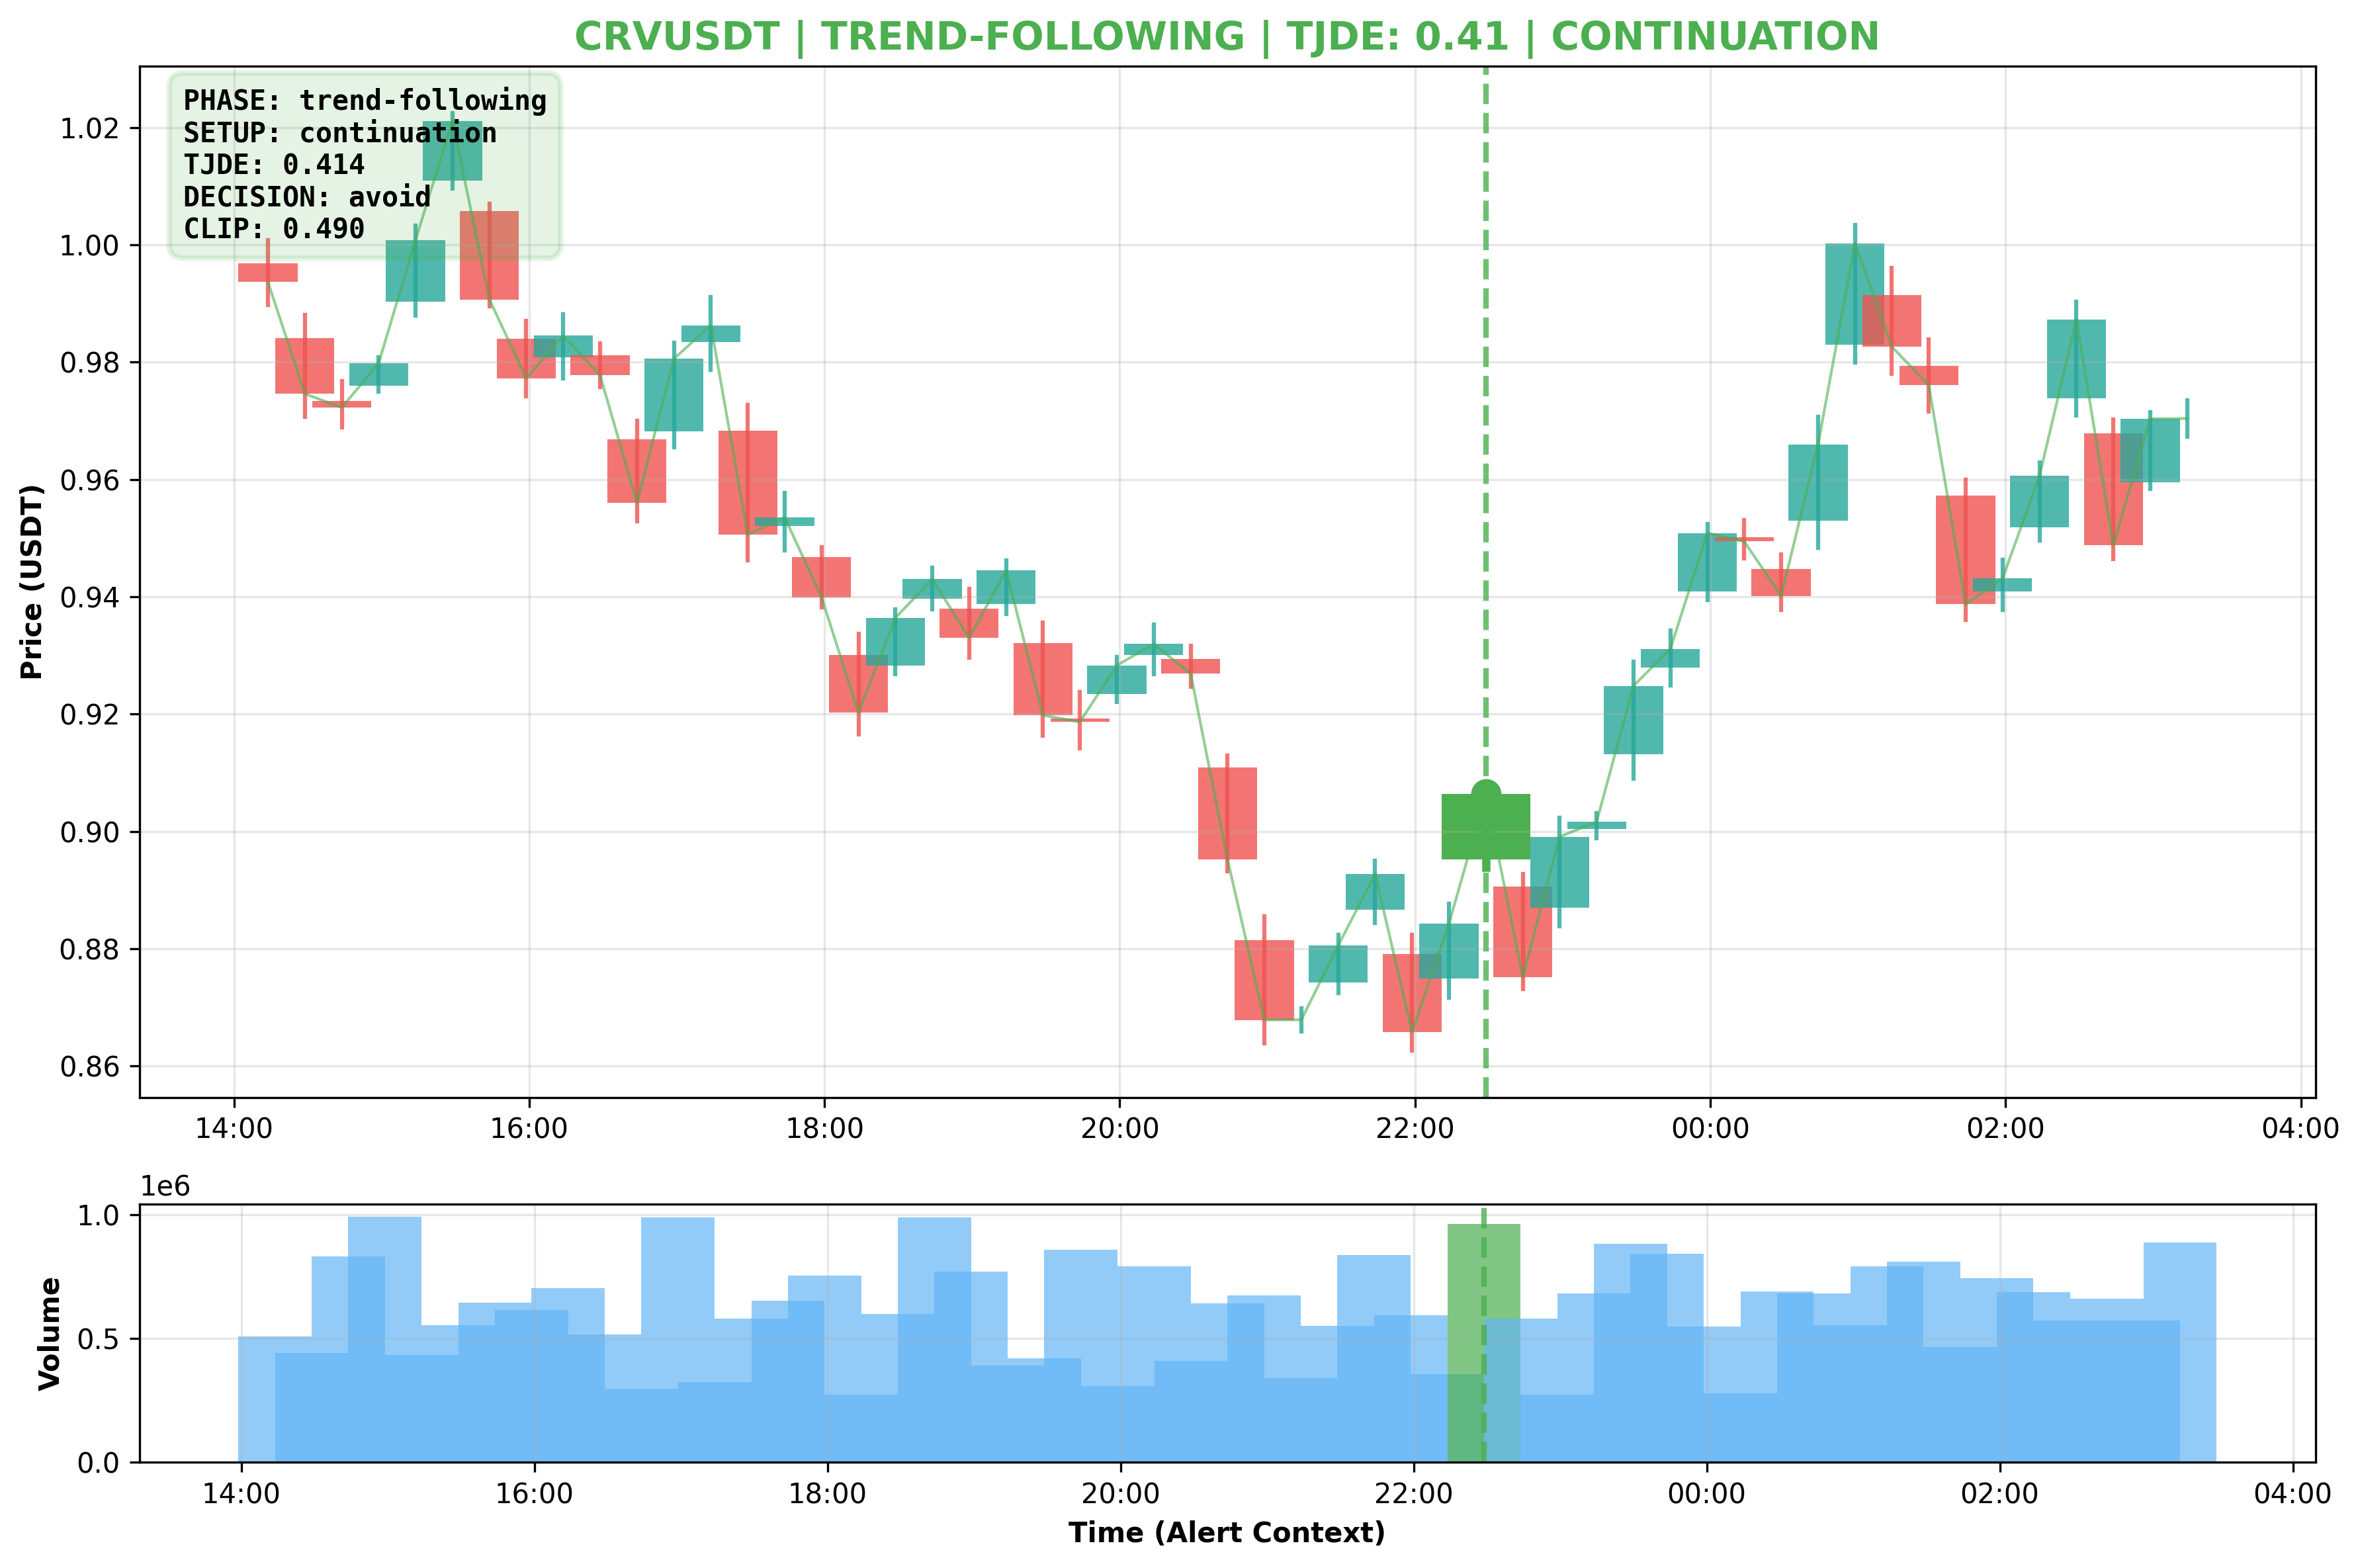 CRVUSDT | TREND-FOLLOWING | TJDE: 0.41 | CONTINUATION
PHASE: trend-following
SETUP: continuation
TJDE: 0.414
DECISION: avoid
CLIP: 0.490
Price (USDT)
1.02
1.00
0.98
0.96
0.94
0.92
0.90
0.88
0.86
14:00 16:00 18:00 20:00 22:00 00:00 02:00 04:00
1e6
Volume
1.0
0.5
0.0
14:00 16:00 18:00 20:00 22:00 00:00 02:00 04:00
Time (Alert Context)